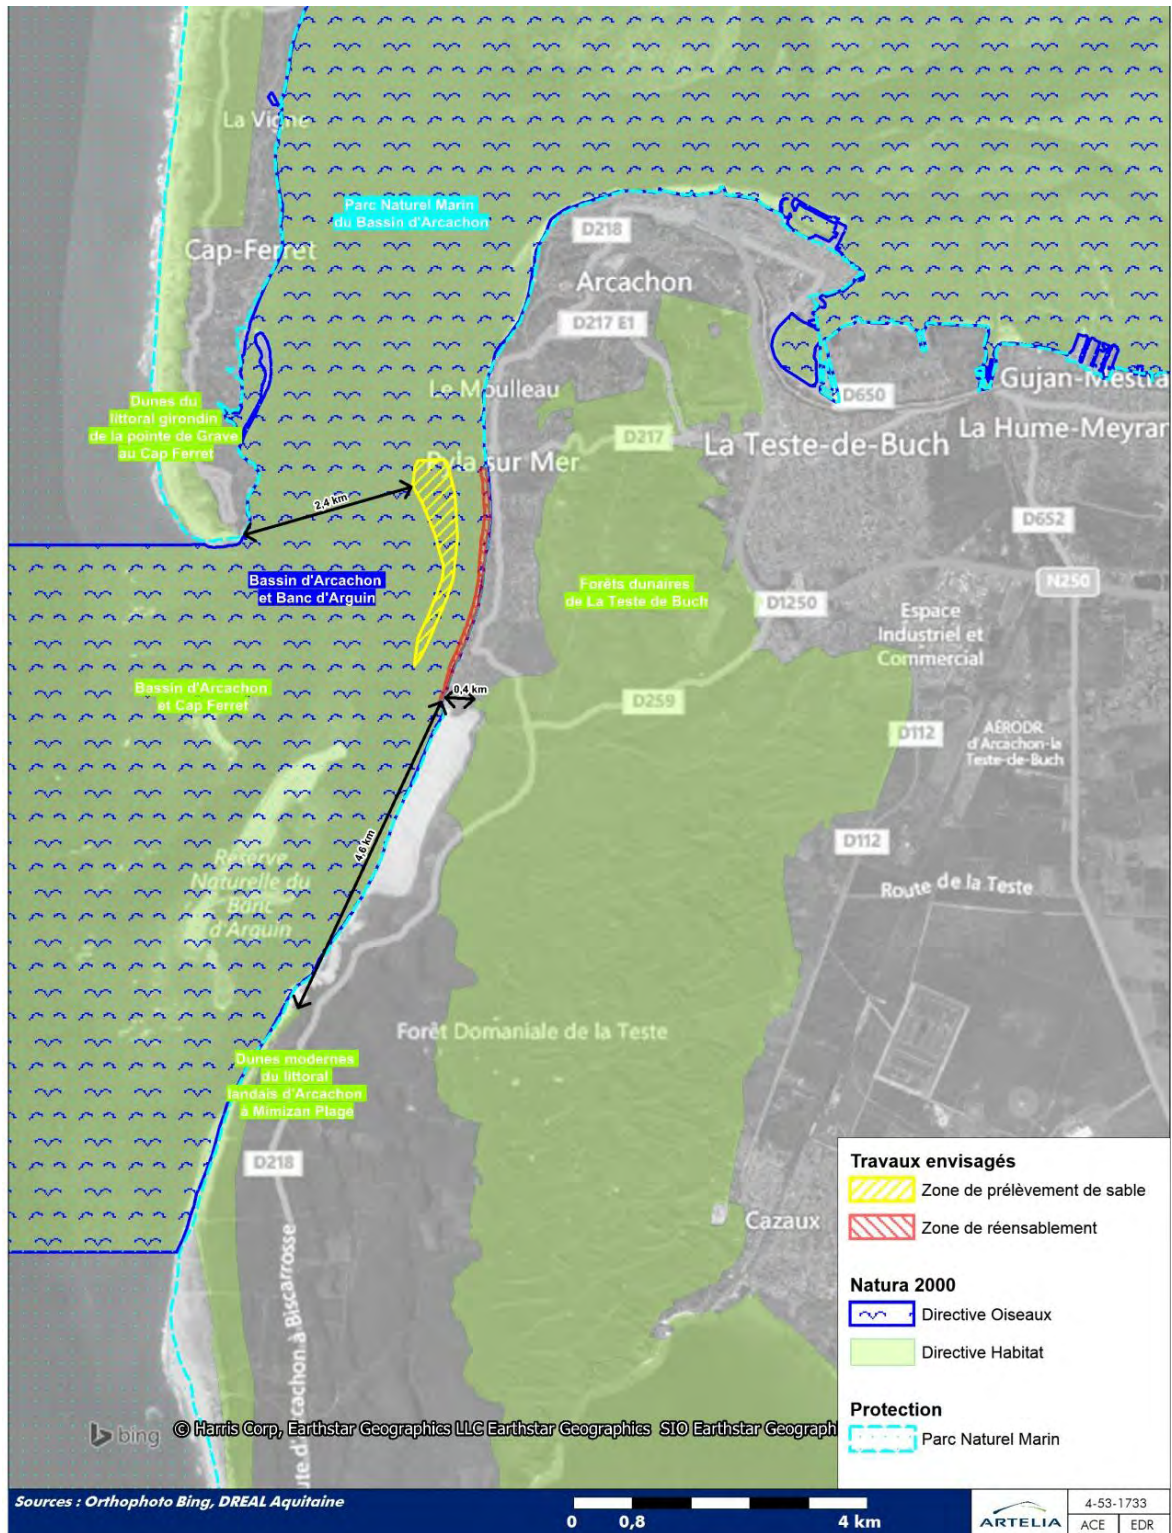 La Vigne
Parc Naturel Marin
du Bassin d'Arcachon
D218
Cap-Ferret
Arcachon
D217 E1
Le Moulleau
Gujan-Mestra
D650
Dunes du
littoral girondin
de la pointe de Grave
au Cap Ferret
D217
La Teste-de-Buch
La Hume-Meyran
Pyla sur Mer
2,4 km
D652
Bassin d'Arcachon
et Banc d'Arguin
Forêts dunaires
de La Teste de Buch
N250
D1250
Espace
Industriel et
Commercial
Bassin d'Arcachon
et Cap Ferret
0,4 km
D259
D112
AÉRODR.
d'Arcachon-la
Teste-de-Buch
4,6 km
D112
Réserve
Naturelle du
Banc
d'Arguin
Route de la Teste
Forêt Domaniale de la Teste
Dunes modernes
du littoral
landais d'Arcachon
à Mimizan Plage
D218
Cazaux
ute d'Arcachon à Biscarrosse
Travaux envisagés
Zone de prélèvement de sable
Zone de réensablement
Natura 2000
Directive Oiseaux
Directive Habitat
Protection
Parc Naturel Marin
bing
© Harris Corp, Earthstar Geographics LLC Earthstar Geographics SIO Earthstar Geographi
Sources : Orthophoto Bing, DREAL Aquitaine
0 0,8 4 km
ARTELIA
4-53-1733
ACE EDR